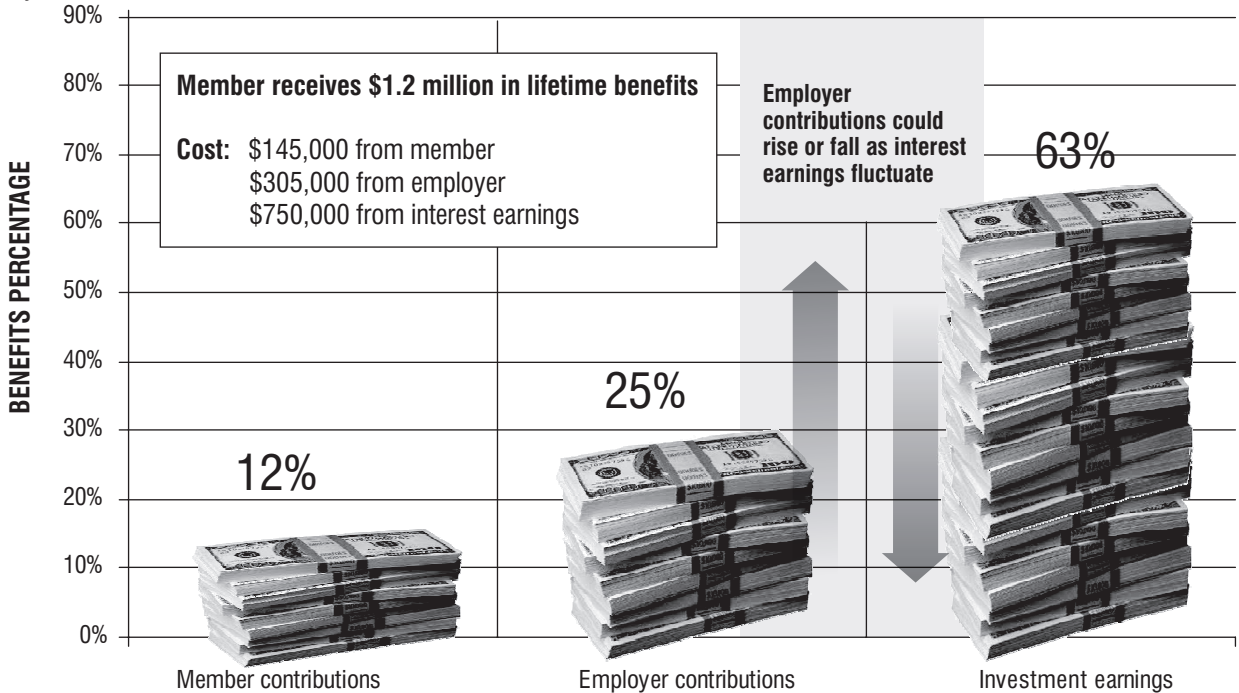 90%
80%
70%
60%
50%
40%
30%
20%
10%
0%
BENEFITS PERCENTAGE
Member receives $1.2 million in lifetime benefits
Cost: $145,000 from member
$305,000 from employer
$750,000 from interest earnings
Employer
contributions could
rise or fall as interest
earnings fluctuate
12%
25%
63%
Member contributions
Employer contributions
Investment earnings